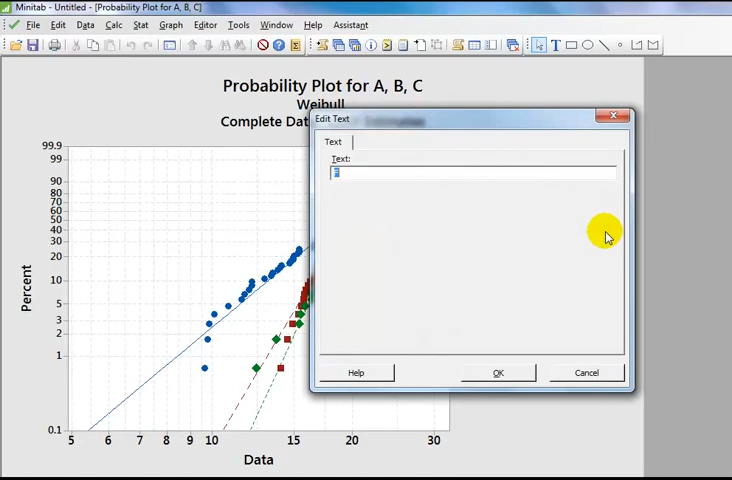 Minitab - Untitled - [Probability Plot for A, B, C]
File Edit Data Calc Stat Graph Editor Tools Window Help Assistant
Probability Plot for A, B, C
Weibull
Complete Data Estimates
Edit Text
Text
Text:
Help OK Cancel
Percent
99.9
99
90
80
70
60
50
40
30
20
10
5
3
2
1
0.1
5 6 7 8 9 10 15 20 30
Data